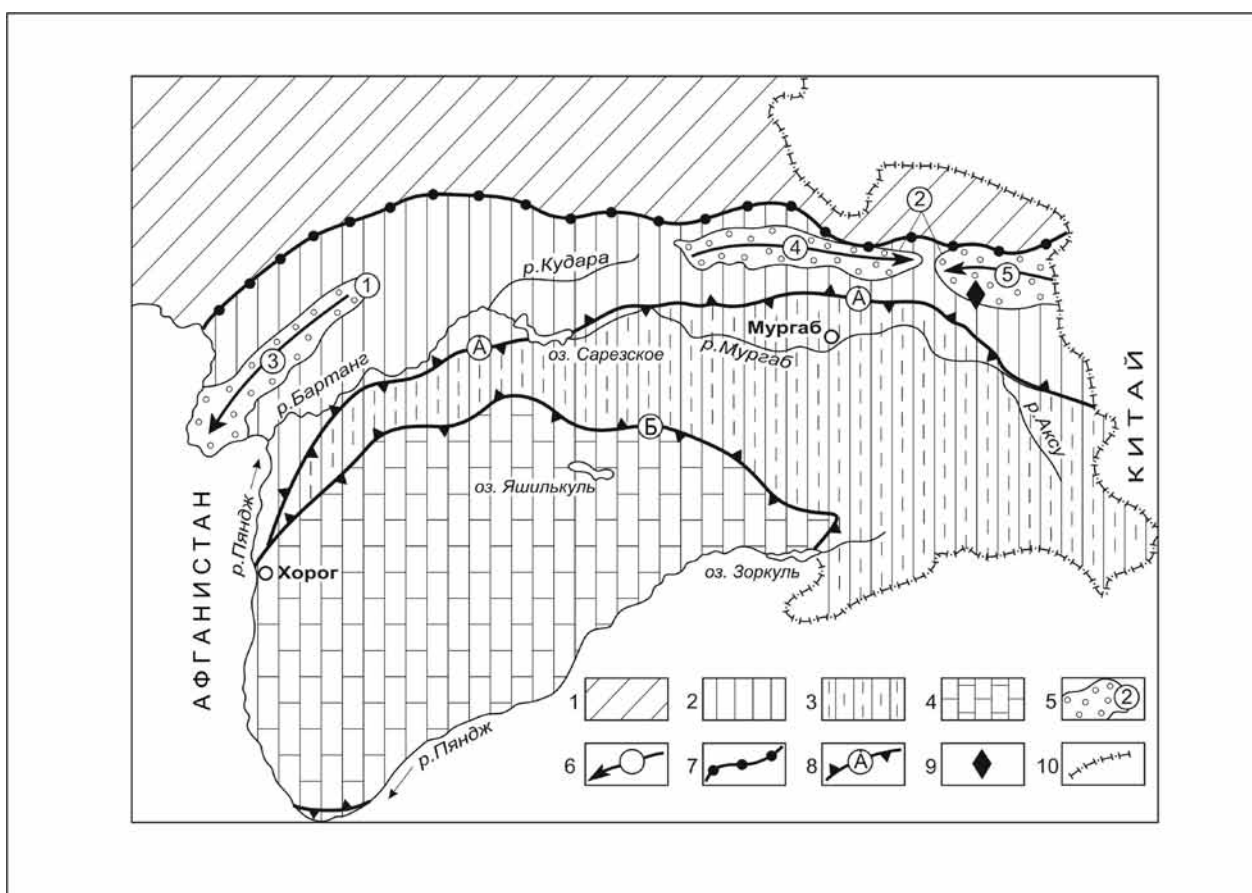 2
4
5
р.Кудара
1
А
Мургаб
А
оз. Сарезское
р.Мургаб
3
р.Бартанг
КИТАЙ
р.Аксу
Б
оз. Яшилькуль
АФГАНИСТАН
р.Пяндж
Хорог
оз. Зоркуль
р.Пяндж
1 2 3 4 5 2
6 7 8 А 9 10